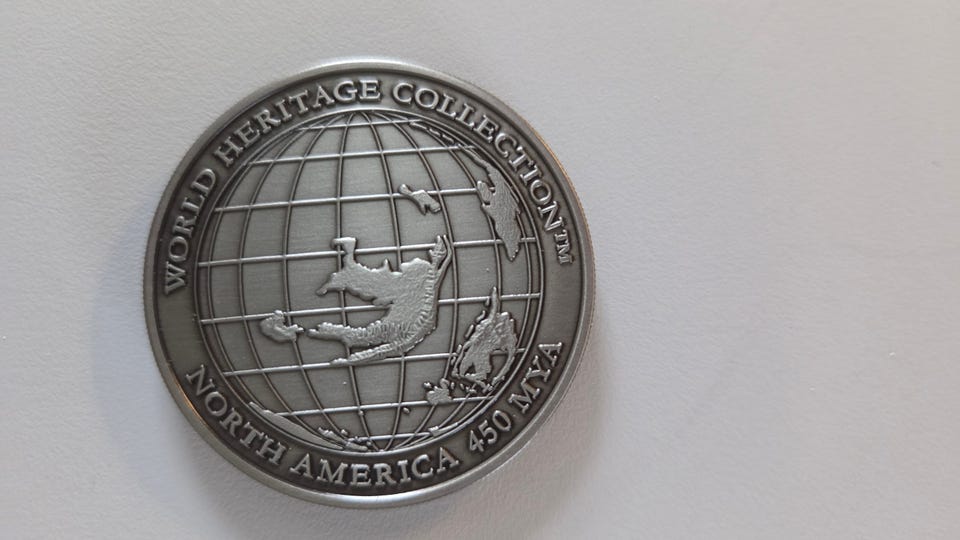 WORLD HERITAGE COLLECTION™
NORTH AMERICA 450 MYA